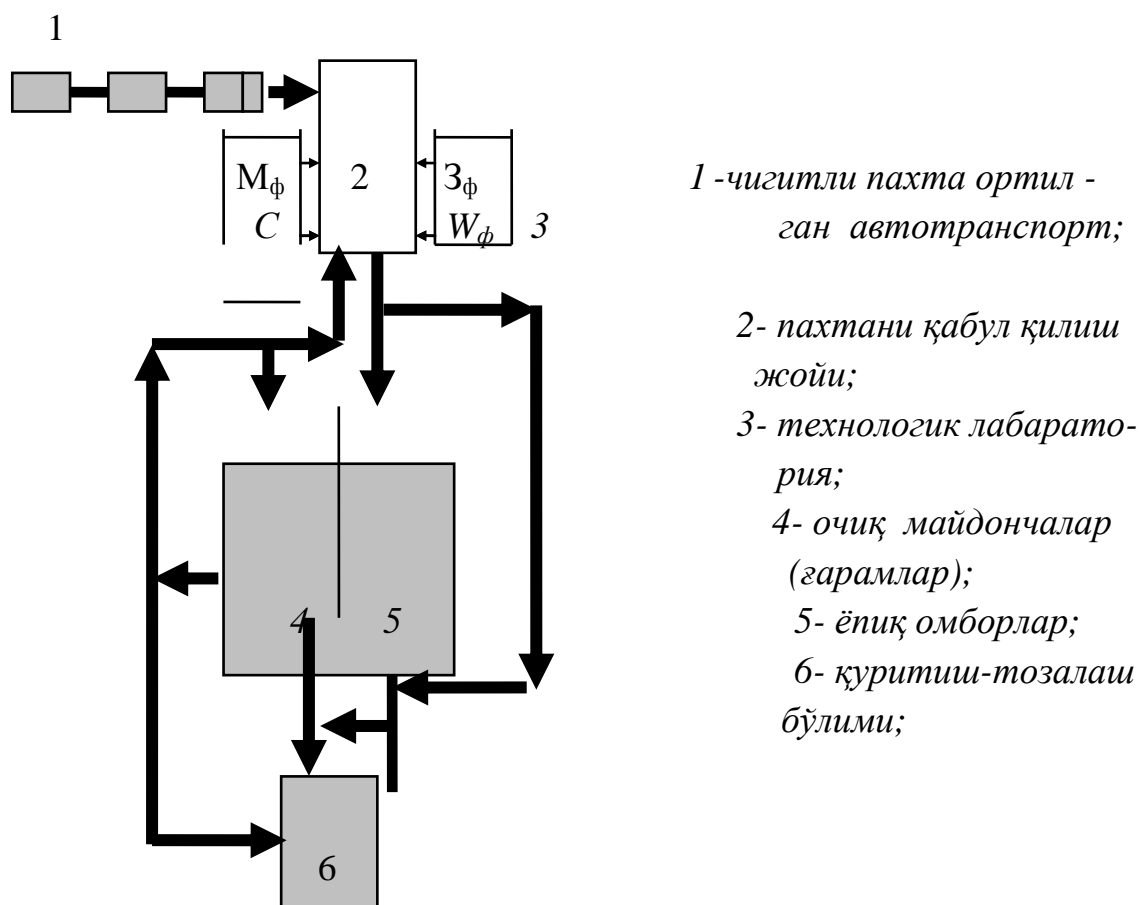 1
Мф 2 Зф
С Wф 3
4 5
6
1 -чигитли пахта ортил -
ган автотранспорт;
2- пахтани қабул қилиш
жойи;
3- технологик лабарато-
рия;
4- очиқ майдончалар
(ғарамлар);
5- ёпиқ омборлар;
6- қуритиш-тозалаш
бўлими;